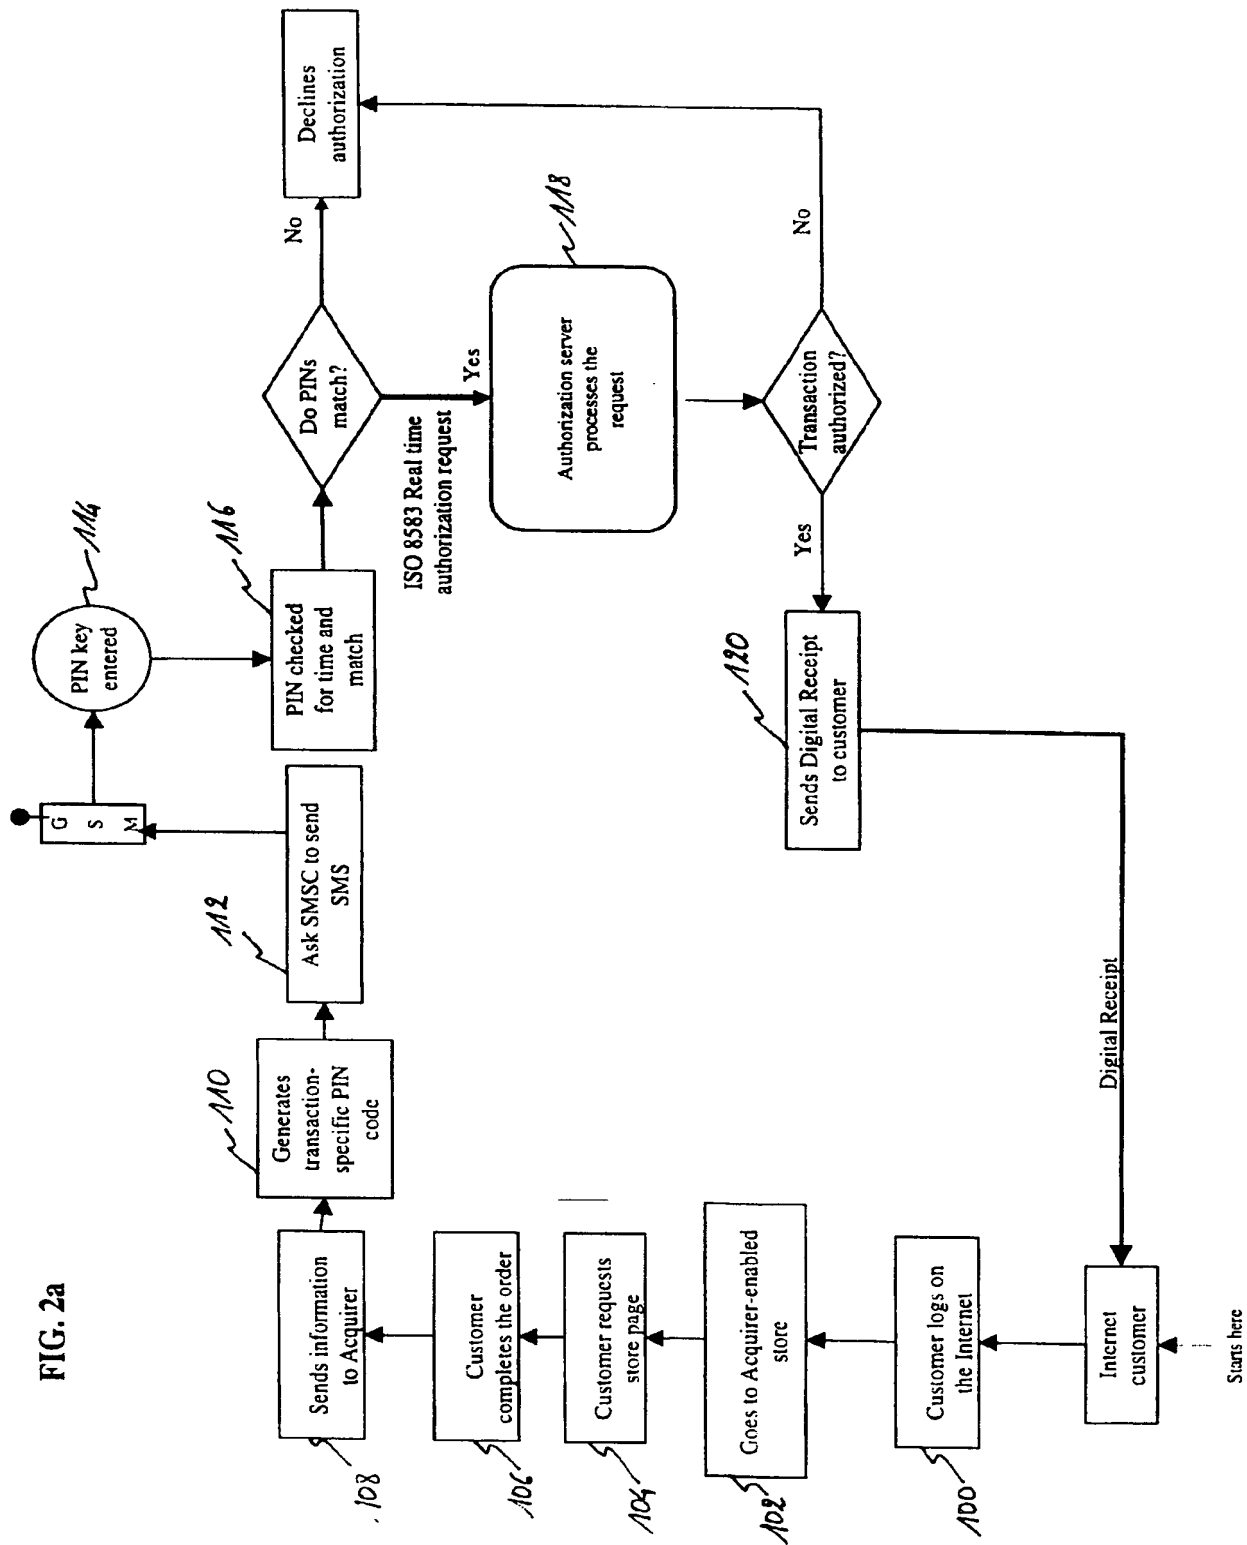 FIG. 2a
Starts here
Internet
customer
Customer logs on
the Internet
100
Goes to Acquirer-enabled
store
102
Customer requests
store page
104
Customer
completes the order
106
Sends information
to Acquirer
108
Generates
transaction-
specific PIN
code
110
Ask SMSC to send
SMS
112
G
S
M
PIN key
entered
114
PIN checked
for time and
match
116
Do PINs
match?
No
Declines
authorization
Yes
ISO 8583 Real time
authorization request
Authorization server
processes the
request
118
Transaction
authorized?
No
Yes
Sends Digital Receipt
to customer
120
Digital Receipt